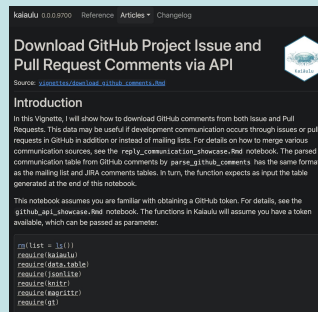 kaiaulu 0.0.0.9700 Reference Articles Changelog
Download GitHub Project Issue and
Pull Request Comments via API
Kaiaulu
Source: vignettes/download_github_comments.Rmd
Introduction
In this Vignette, I will show how to download GitHub comments from both Issue and Pull
Requests. This data may be useful if development communication occurs through issues or pull
requests in GitHub in addition or instead of mailing lists. For details on how to merge various
communication sources, see the reply_communication_showcase.Rmd notebook. The parsed
communication table from GitHub comments by parse_github_comments has the same format
as the mailing list and JIRA comments tables. In turn, the function expects as input the table
generated at the end of this notebook.
This notebook assumes you are familiar with obtaining a GitHub token. For details, see the
github_api_showcase.Rmd notebook. The functions in Kaiaulu will assume you have a token
available, which can be passed as parameter.
rm(list = ls())
require(kaiaulu)
require(data.table)
require(jsonlite)
require(knitr)
require(magrittr)
require(gt)